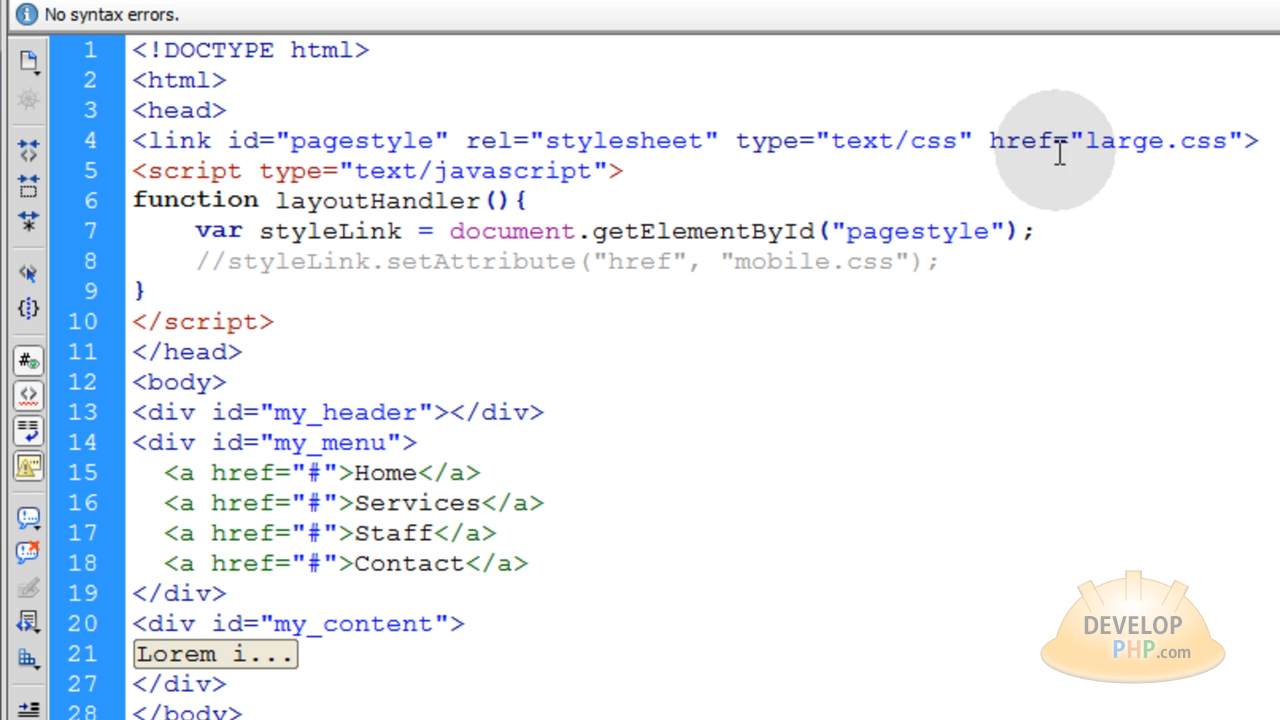 No syntax errors.
1 <!DOCTYPE html>
2 <html>
3 <head>
4 <link id="pagestyle" rel="stylesheet" type="text/css" href="large.css">
5 <script type="text/javascript">
6 function layoutHandler(){
7     var styleLink = document.getElementById("pagestyle");
8     //styleLink.setAttribute("href", "mobile.css");
9 }
10 </script>
11 </head>
12 <body>
13 <div id="my_header"></div>
14 <div id="my_menu">
15   <a href="#">Home</a>
16   <a href="#">Services</a>
17   <a href="#">Staff</a>
18   <a href="#">Contact</a>
19 </div>
20 <div id="my_content">
21 Lorem i...
27 </div>
28 </body>
DEVELOP
PHP.com